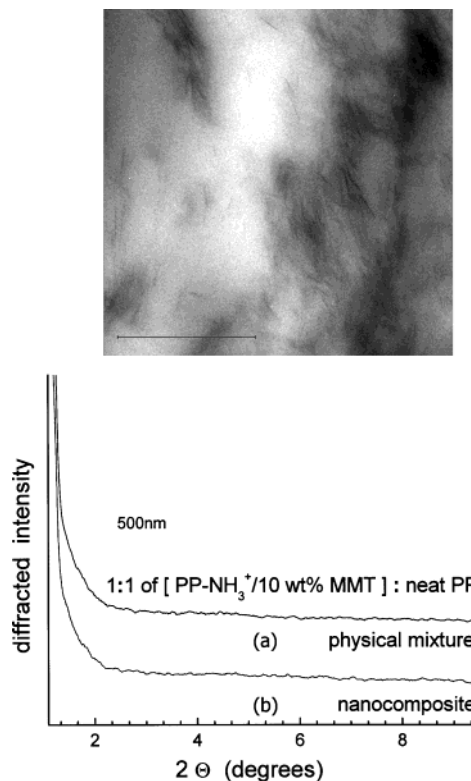 diffracted intensity
500nm
1:1 of [ PP-NH₃⁺/10 wt% MMT ] : neat PP
(a) physical mixture
(b) nanocomposite
2 4 6 8
2 Θ (degrees)